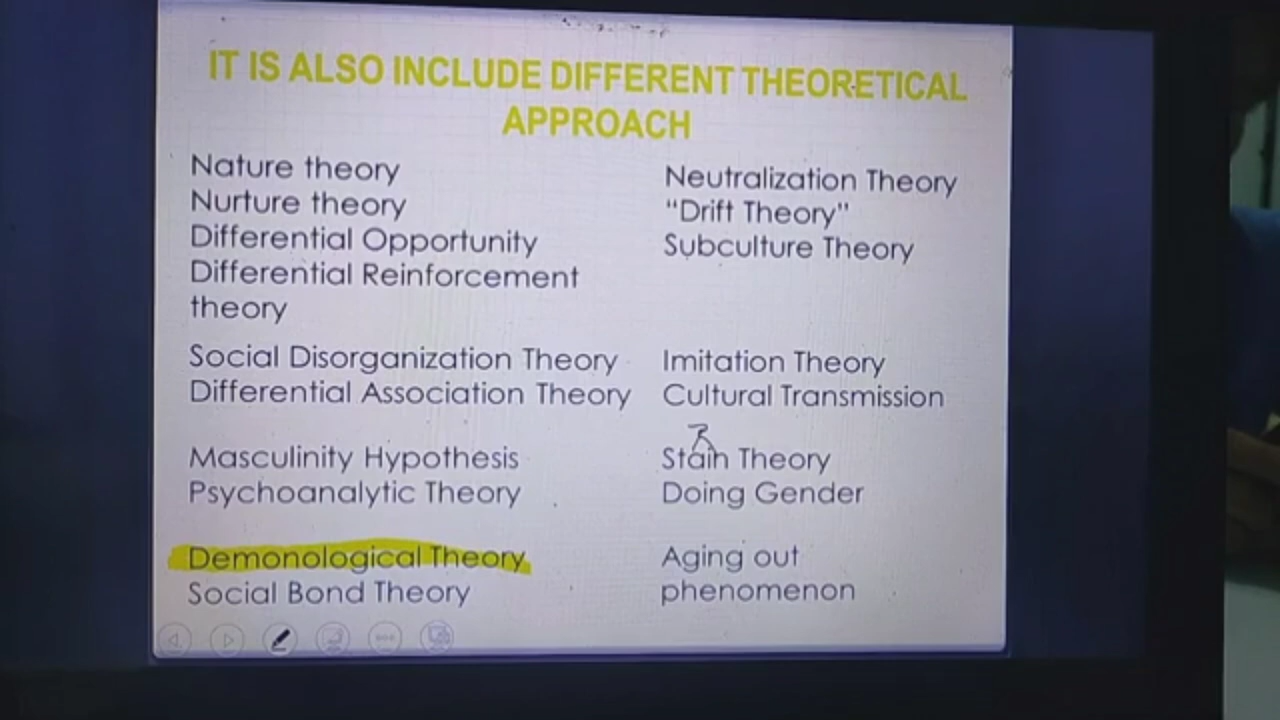 IT IS ALSO INCLUDE DIFFERENT THEORETICAL
APPROACH
Nature theory
Nurture theory
Differential Opportunity
Differential Reinforcement
theory
Neutralization Theory
“Drift Theory”
Subculture Theory
Social Disorganization Theory
Differential Association Theory
Imitation Theory
Cultural Transmission
Masculinity Hypothesis
Psychoanalytic Theory
Stain Theory
Doing Gender
Demonological Theory
Social Bond Theory
Aging out
phenomenon